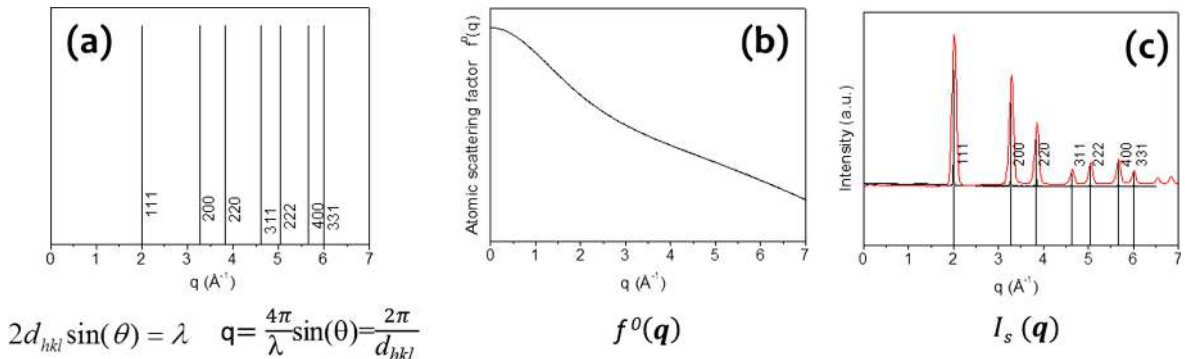 (a)
111
200
220
311
222
400
331
0 1 2 3 4 5 6 7
q (Å⁻¹)
2d_hkl sin(θ) = λ q= 4π/λ sin(θ)= 2π/d_hkl
(b)
Atomic scattering factor f⁰(q)
0 1 2 3 4 5 6 7
q (Å⁻¹)
f⁰(q)
(c)
Intensity (a.u.)
111
200
220
311
222
400
331
0 1 2 3 4 5 6 7
q (Å⁻¹)
I_s (q)